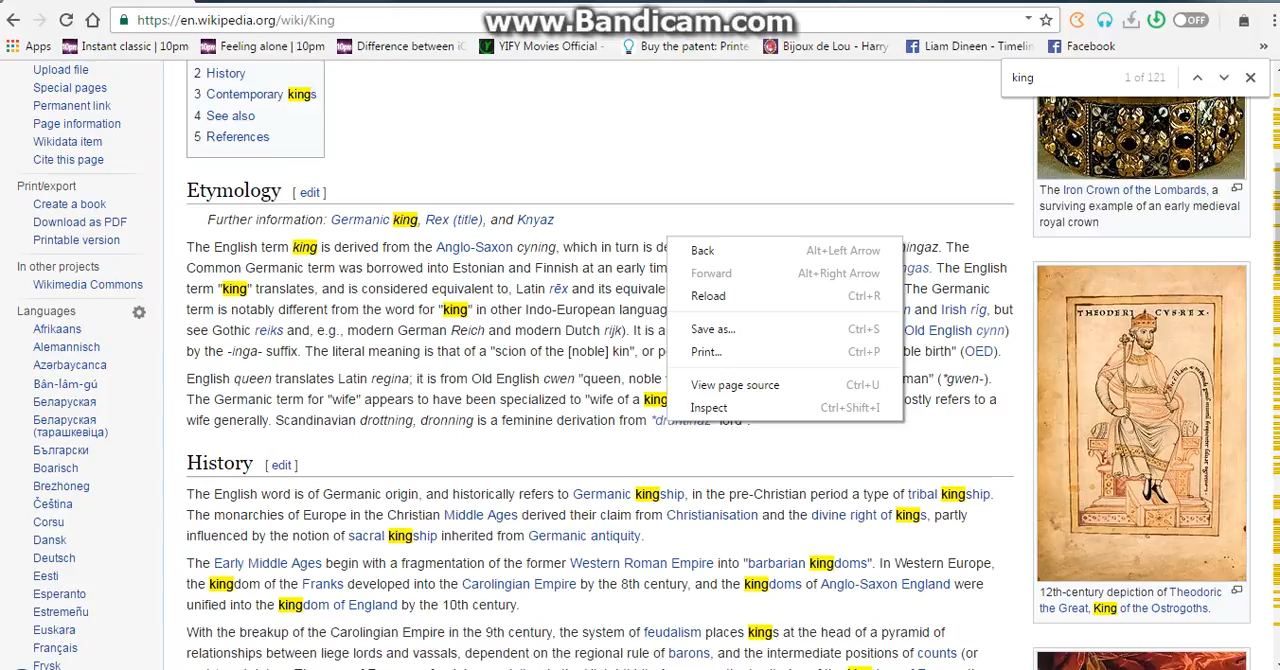 https://en.wikipedia.org/wiki/King
www.Bandicam.com
OFF
Apps
Instant classic | 10pm
Feeling alone | 10pm
Difference between i
YIFY Movies Official -
Buy the patent: Printe
Bijoux de Lou - Harry
Liam Dineen - Timelin
Facebook
»
king
1 of 121
Upload file
Special pages
Permanent link
Page information
Wikidata item
Cite this page
Print/export
Create a book
Download as PDF
Printable version
In other projects
Wikimedia Commons
Languages
Afrikaans
Alemannisch
Azərbaycanca
Bân-lâm-gú
Беларуская
Беларуская
(тарашкевіца)
Български
Boarisch
Brezhoneg
Čeština
Corsu
Dansk
Deutsch
Eesti
Esperanto
Estremeñu
Euskara
Français
Frysk
2 History
3 Contemporary kings
4 See also
5 References
Etymology [ edit ]
Further information: Germanic king, Rex (title), and Knyaz
The English term king is derived from the Anglo-Saxon cyning, which in turn is de
ningaz. The
Common Germanic term was borrowed into Estonian and Finnish at an early tim
ngas. The English
term "king" translates, and is considered equivalent to, Latin rēx and its equivale
The Germanic
term is notably different from the word for "king" in other Indo-European languag
n and Irish ríg, but
see Gothic reiks and, e.g., modern German Reich and modern Dutch rijk). It is a
Old English cynn)
by the -inga- suffix. The literal meaning is that of a "scion of the [noble] kin", or p
ble birth" (OED).
English queen translates Latin regina; it is from Old English cwen "queen, noble
man" (*gwen-).
The Germanic term for "wife" appears to have been specialized to "wife of a king
ostly refers to a
wife generally. Scandinavian drottning, dronning is a feminine derivation from *druhtinaz "lord".
Back Alt+Left Arrow
Forward Alt+Right Arrow
Reload Ctrl+R
Save as... Ctrl+S
Print... Ctrl+P
View page source Ctrl+U
Inspect Ctrl+Shift+I
History [ edit ]
The English word is of Germanic origin, and historically refers to Germanic kingship, in the pre-Christian period a type of tribal kingship.
The monarchies of Europe in the Christian Middle Ages derived their claim from Christianisation and the divine right of kings, partly
influenced by the notion of sacral kingship inherited from Germanic antiquity.
The Early Middle Ages begin with a fragmentation of the former Western Roman Empire into "barbarian kingdoms". In Western Europe,
the kingdom of the Franks developed into the Carolingian Empire by the 8th century, and the kingdoms of Anglo-Saxon England were
unified into the kingdom of England by the 10th century.
With the breakup of the Carolingian Empire in the 9th century, the system of feudalism places kings at the head of a pyramid of
relationships between liege lords and vassals, dependent on the regional rule of barons, and the intermediate positions of counts (or
The Iron Crown of the Lombards, a
surviving example of an early medieval
royal crown
THEODERI CVS·REX·
12th-century depiction of Theodoric
the Great, King of the Ostrogoths.